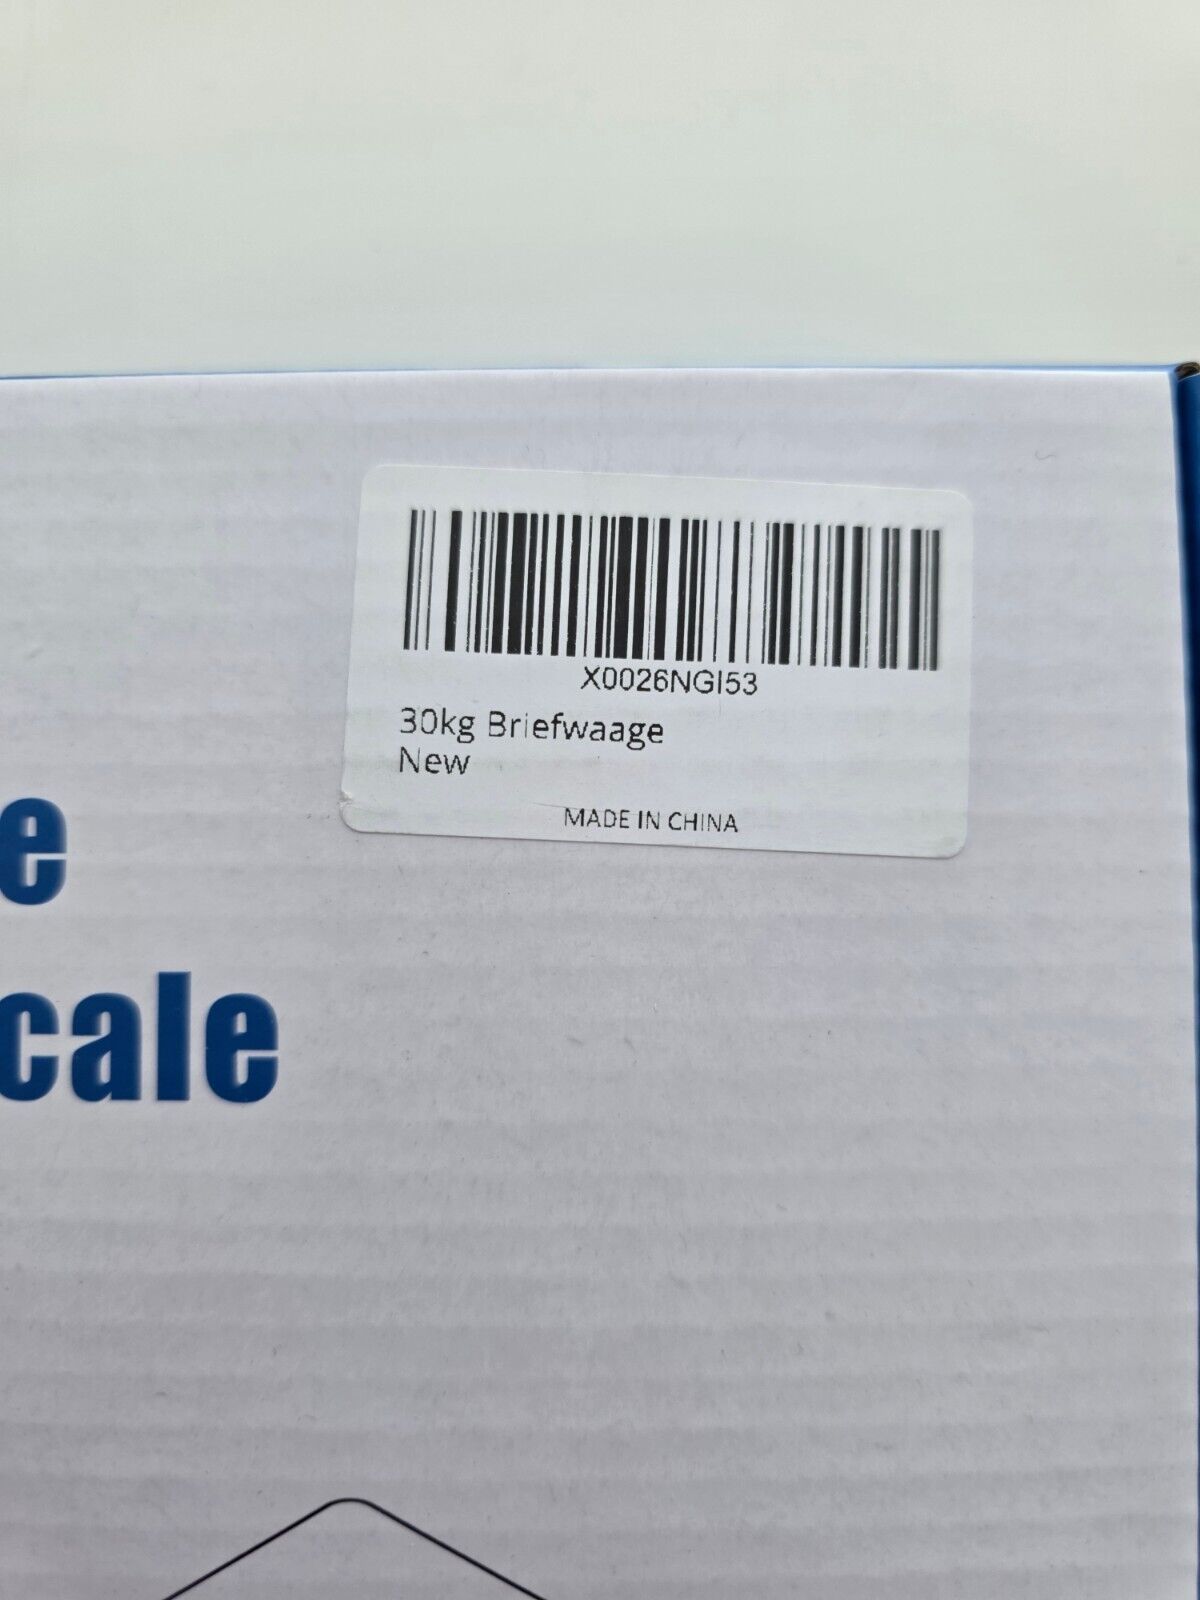 X0026NGI53
30kg Briefwaage
New
MADE IN CHINA
e
cale